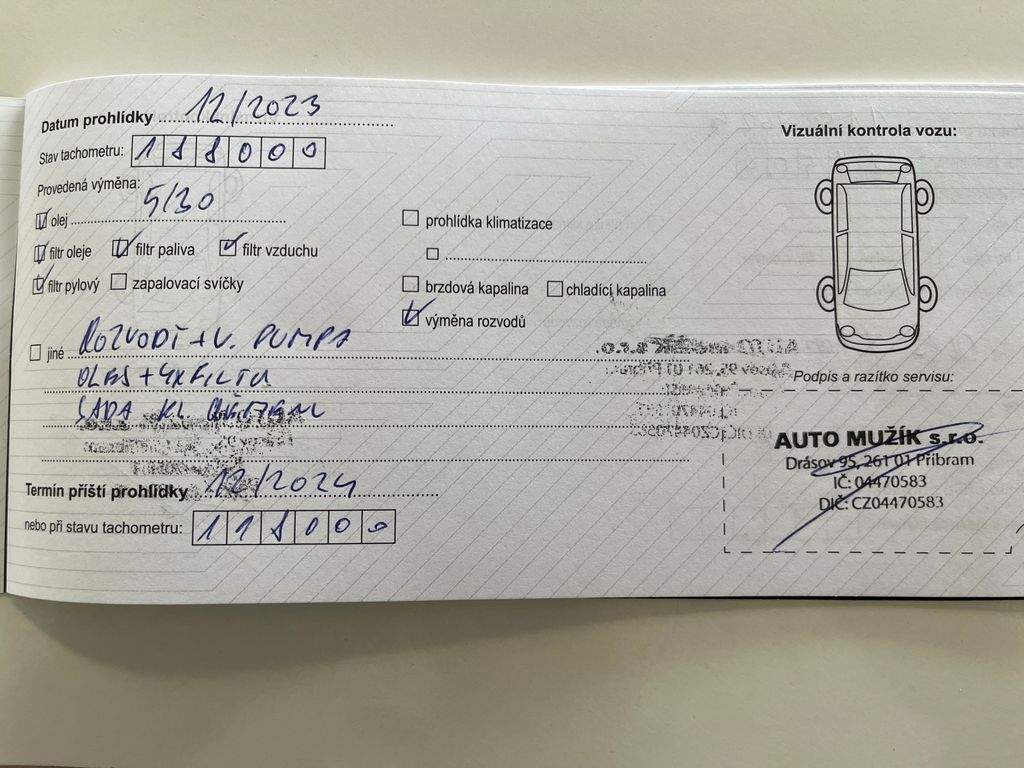 Datum prohlídky 12/2023
Vizuální kontrola vozu:
Stav tachometru: 188000
Provedená výměna:
olej 5/30
prohlídka klimatizace
filtr oleje filtr paliva filtr vzduchu
filtr pylový zapalovací svíčky
brzdová kapalina chladící kapalina
výměna rozvodů
jiné ROZVODY + V. PUMPA
OLEJ + 4X FILTR
SADA KL.
Podpis a razítko servisu:
AUTO MUŽÍK s.r.o.
Drásov 95, 261 01 Příbram
IČ: 04470583
DIČ: CZ04470583
Termín příští prohlídky 12/2024
nebo při stavu tachometru: 118000